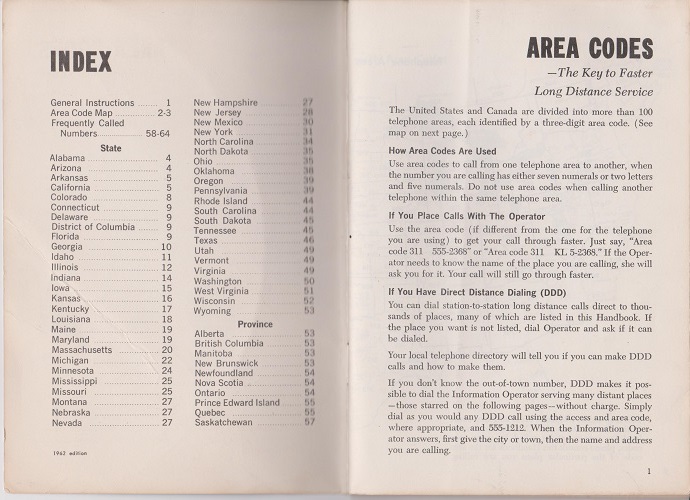 INDEX
General Instructions ........ 1
Area Code Map ........ 2-3
Frequently Called
Numbers ........ 58-64
State
Alabama ........ 4
Arizona ........ 4
Arkansas ........ 5
California ........ 5
Colorado ........ 8
Connecticut ........ 9
Delaware ........ 9
District of Columbia ........ 9
Florida ........ 9
Georgia ........ 10
Idaho ........ 11
Illinois ........ 12
Indiana ........ 14
Iowa ........ 15
Kansas ........ 16
Kentucky ........ 17
Louisiana ........ 18
Maine ........ 19
Maryland ........ 19
Massachusetts ........ 20
Michigan ........ 22
Minnesota ........ 24
Mississippi ........ 25
Missouri ........ 25
Montana ........ 27
Nebraska ........ 27
Nevada ........ 27
New Hampshire ........ 27
New Jersey ........ 28
New Mexico ........ 30
New York ........ 31
North Carolina ........ 34
North Dakota ........ 35
Ohio ........ 35
Oklahoma ........ 38
Oregon ........ 39
Pennsylvania ........ 39
Rhode Island ........ 44
South Carolina ........ 44
South Dakota ........ 45
Tennessee ........ 45
Texas ........ 46
Utah ........ 49
Vermont ........ 49
Virginia ........ 49
Washington ........ 50
West Virginia ........ 51
Wisconsin ........ 52
Wyoming ........ 53
Province
Alberta ........ 53
British Columbia ........ 53
Manitoba ........ 53
New Brunswick ........ 53
Newfoundland ........ 54
Nova Scotia ........ 54
Ontario ........ 54
Prince Edward Island ........ 55
Quebec ........ 55
Saskatchewan ........ 57
1962 edition
AREA CODES
—The Key to Faster
Long Distance Service
The United States and Canada are divided into more than 100
telephone areas, each identified by a three-digit area code. (See
map on next page.)
How Area Codes Are Used
Use area codes to call from one telephone area to another, when
the number you are calling has either seven numerals or two letters
and five numerals. Do not use area codes when calling another
telephone within the same telephone area.
If You Place Calls With The Operator
Use the area code (if different from the one for the telephone
you are using) to get your call through faster. Just say, "Area
code 311 555-2368" or "Area code 311 KL 5-2368." If the Oper-
ator needs to know the name of the place you are calling, she will
ask you for it. Your call will still go through faster.
If You Have Direct Distance Dialing (DDD)
You can dial station-to-station long distance calls direct to thou-
sands of places, many of which are listed in this Handbook. If
the place you want is not listed, dial Operator and ask if it can
be dialed.
Your local telephone directory will tell you if you can make DDD
calls and how to make them.
If you don't know the out-of-town number, DDD makes it pos-
sible to dial the Information Operator serving many distant places
—those starred on the following pages—without charge. Simply
dial as you would any DDD call using the access and area code,
where appropriate, and 555-1212. When the Information Oper-
ator answers, first give the city or town, then the name and address
you are calling.
1